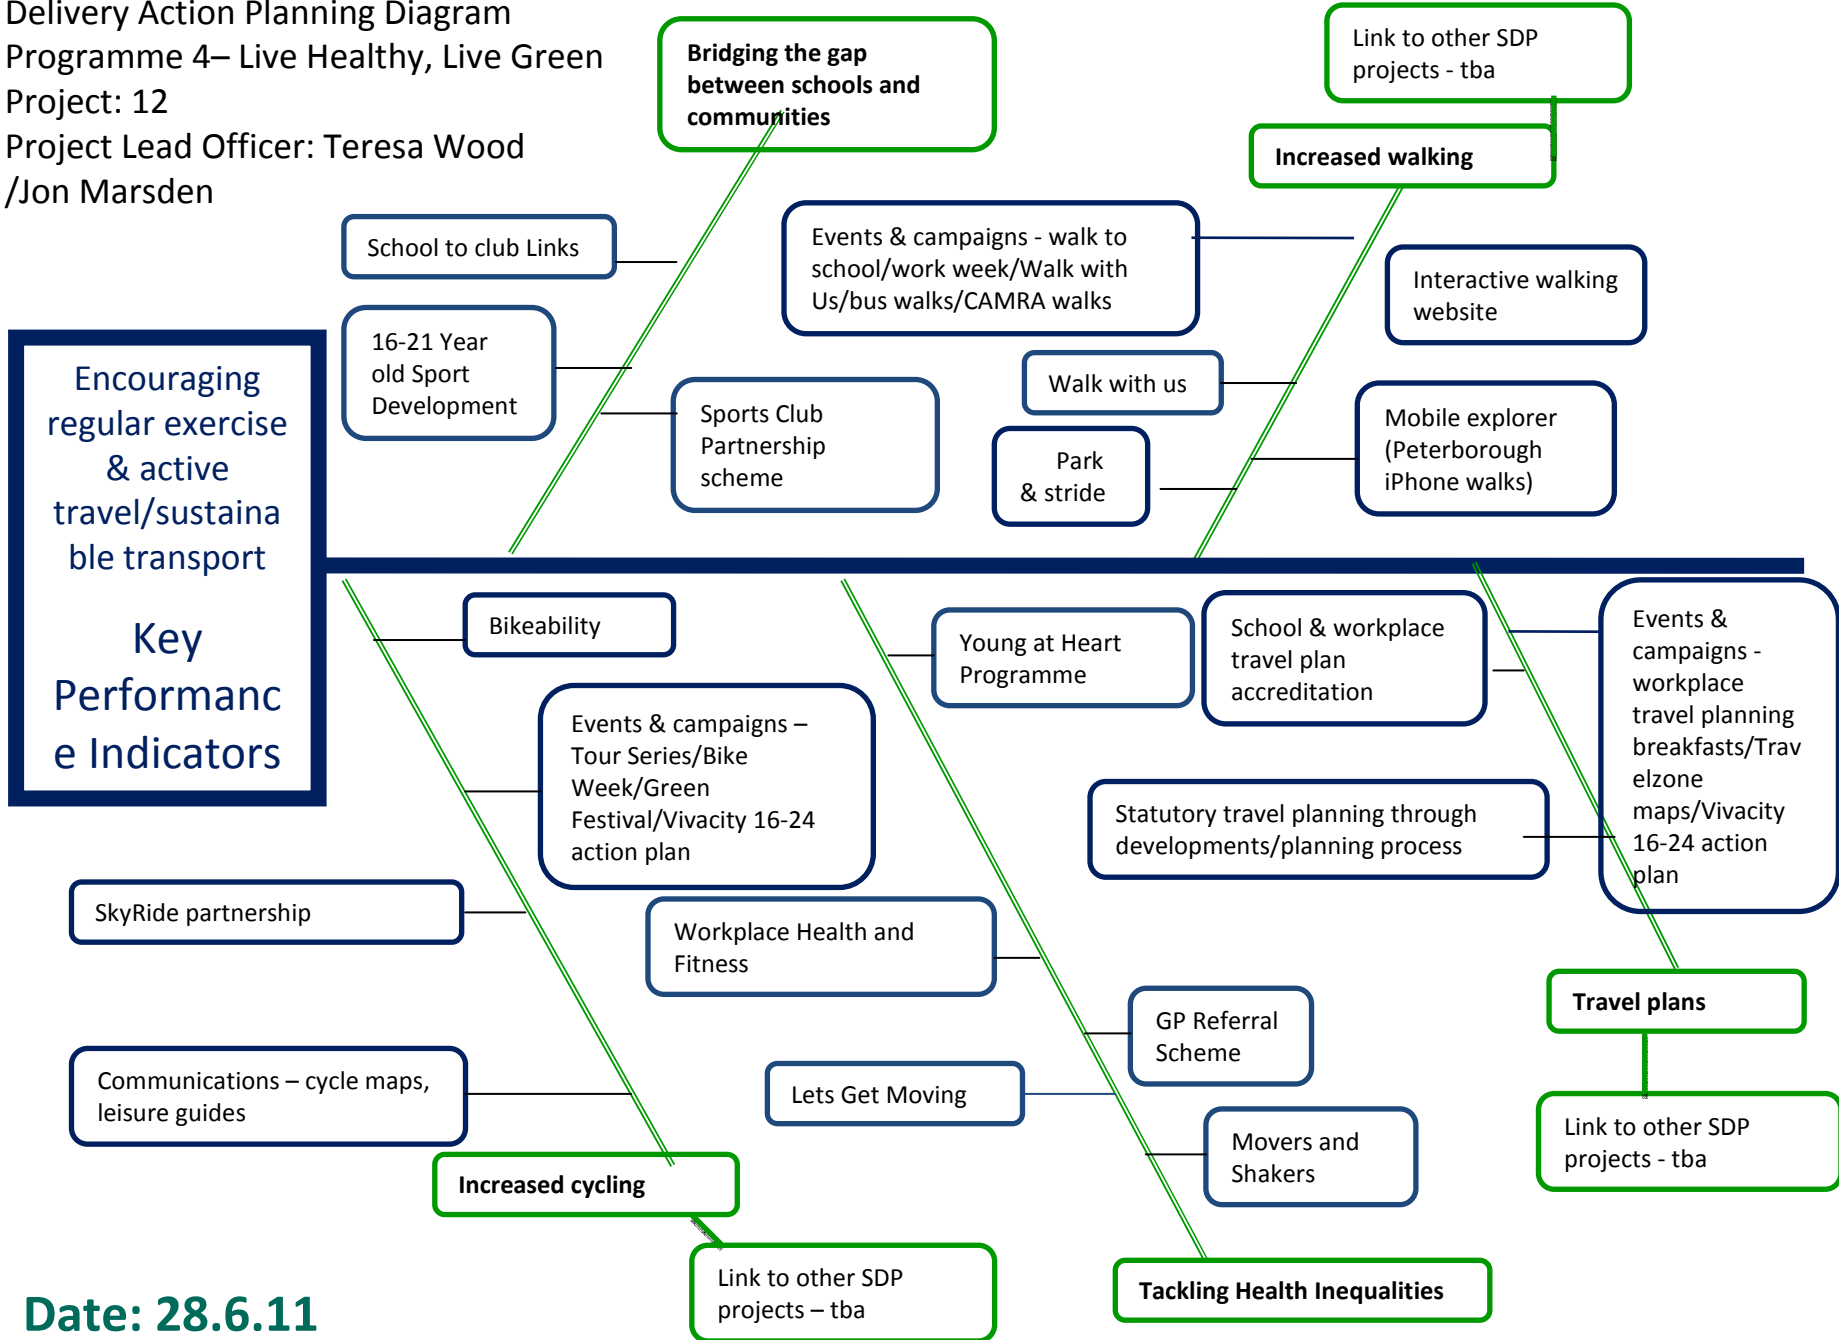 Delivery Action Planning Diagram
Programme 4– Live Healthy, Live Green
Project: 12
Project Lead Officer: Teresa Wood
/Jon Marsden
Bridging the gap
between schools and
communities
Link to other SDP
projects - tba
Increased walking
School to club Links
Events & campaigns - walk to
school/work week/Walk with
Us/bus walks/CAMRA walks
Interactive walking
website
16-21 Year
old Sport
Development
Walk with us
Sports Club
Partnership
scheme
Mobile explorer
(Peterborough
iPhone walks)
Park
& stride
Encouraging
regular exercise
& active
travel/sustaina
ble transport
Key
Performanc
e Indicators
Bikeability
Young at Heart
Programme
School & workplace
travel plan
accreditation
Events &
campaigns -
workplace
travel planning
breakfasts/Trav
elzone
maps/Vivacity
16-24 action
plan
Events & campaigns –
Tour Series/Bike
Week/Green
Festival/Vivacity 16-24
action plan
Statutory travel planning through
developments/planning process
SkyRide partnership
Workplace Health and
Fitness
Travel plans
GP Referral
Scheme
Communications – cycle maps,
leisure guides
Lets Get Moving
Link to other SDP
projects - tba
Movers and
Shakers
Increased cycling
Link to other SDP
projects – tba
Tackling Health Inequalities
Date: 28.6.11